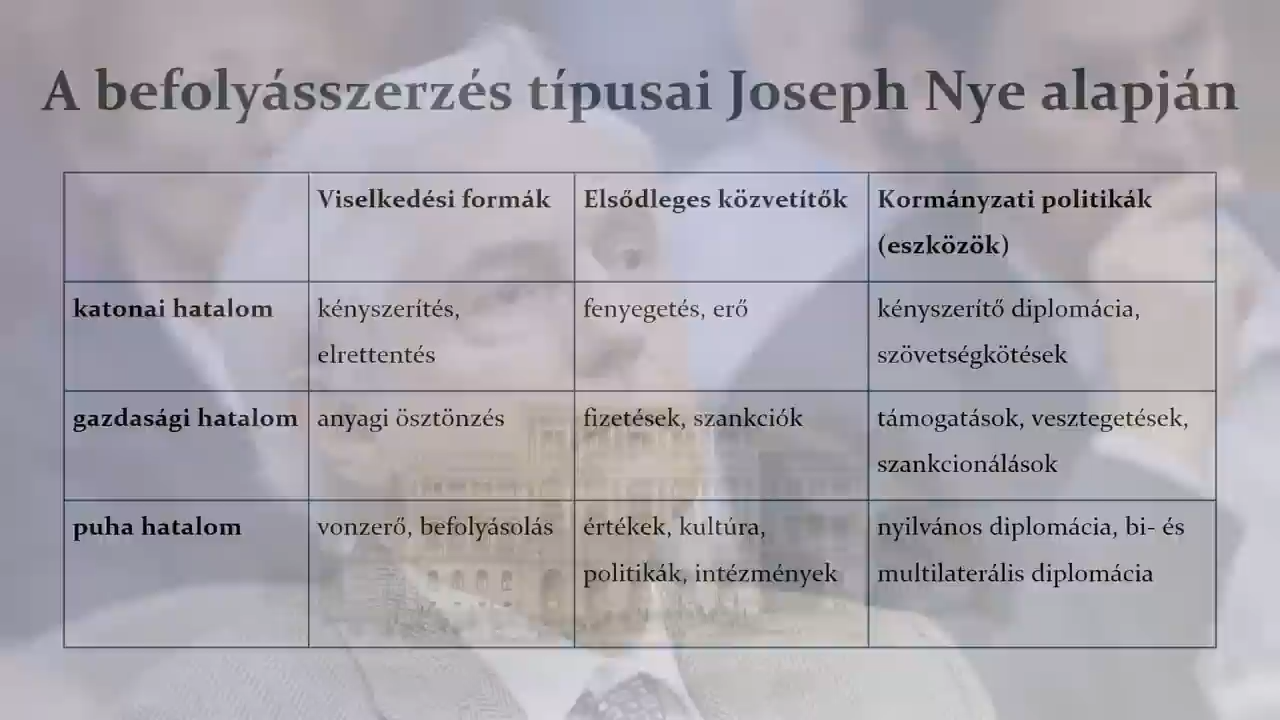 A befolyásszerzés típusai Joseph Nye alapján
Viselkedési formák
Elsődleges közvetítők
Kormányzati politikák
(eszközök)
katonai hatalom
kényszerítés,
elrettentés
fenyegetés, erő
kényszerítő diplomácia,
szövetségkötések
gazdasági hatalom
anyagi ösztönzés
fizetések, szankciók
támogatások, vesztegetések,
szankcionálások
puha hatalom
vonzerő, befolyásolás
értékek, kultúra,
politikák, intézmények
nyilvános diplomácia, bi- és
multilaterális diplomácia